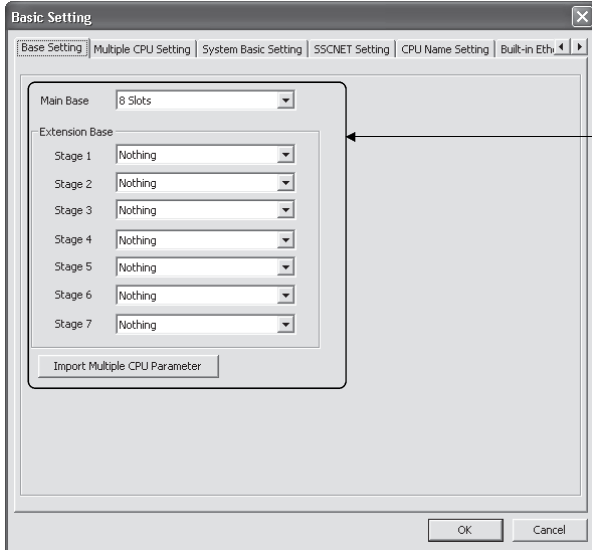 Basic Setting
Base Setting Multiple CPU Setting System Basic Setting SSCNET Setting CPU Name Setting Built-in Eth
Main Base 8 Slots
Extension Base
Stage 1 Nothing
Stage 2 Nothing
Stage 3 Nothing
Stage 4 Nothing
Stage 5 Nothing
Stage 6 Nothing
Stage 7 Nothing
Import Multiple CPU Parameter
OK Cancel